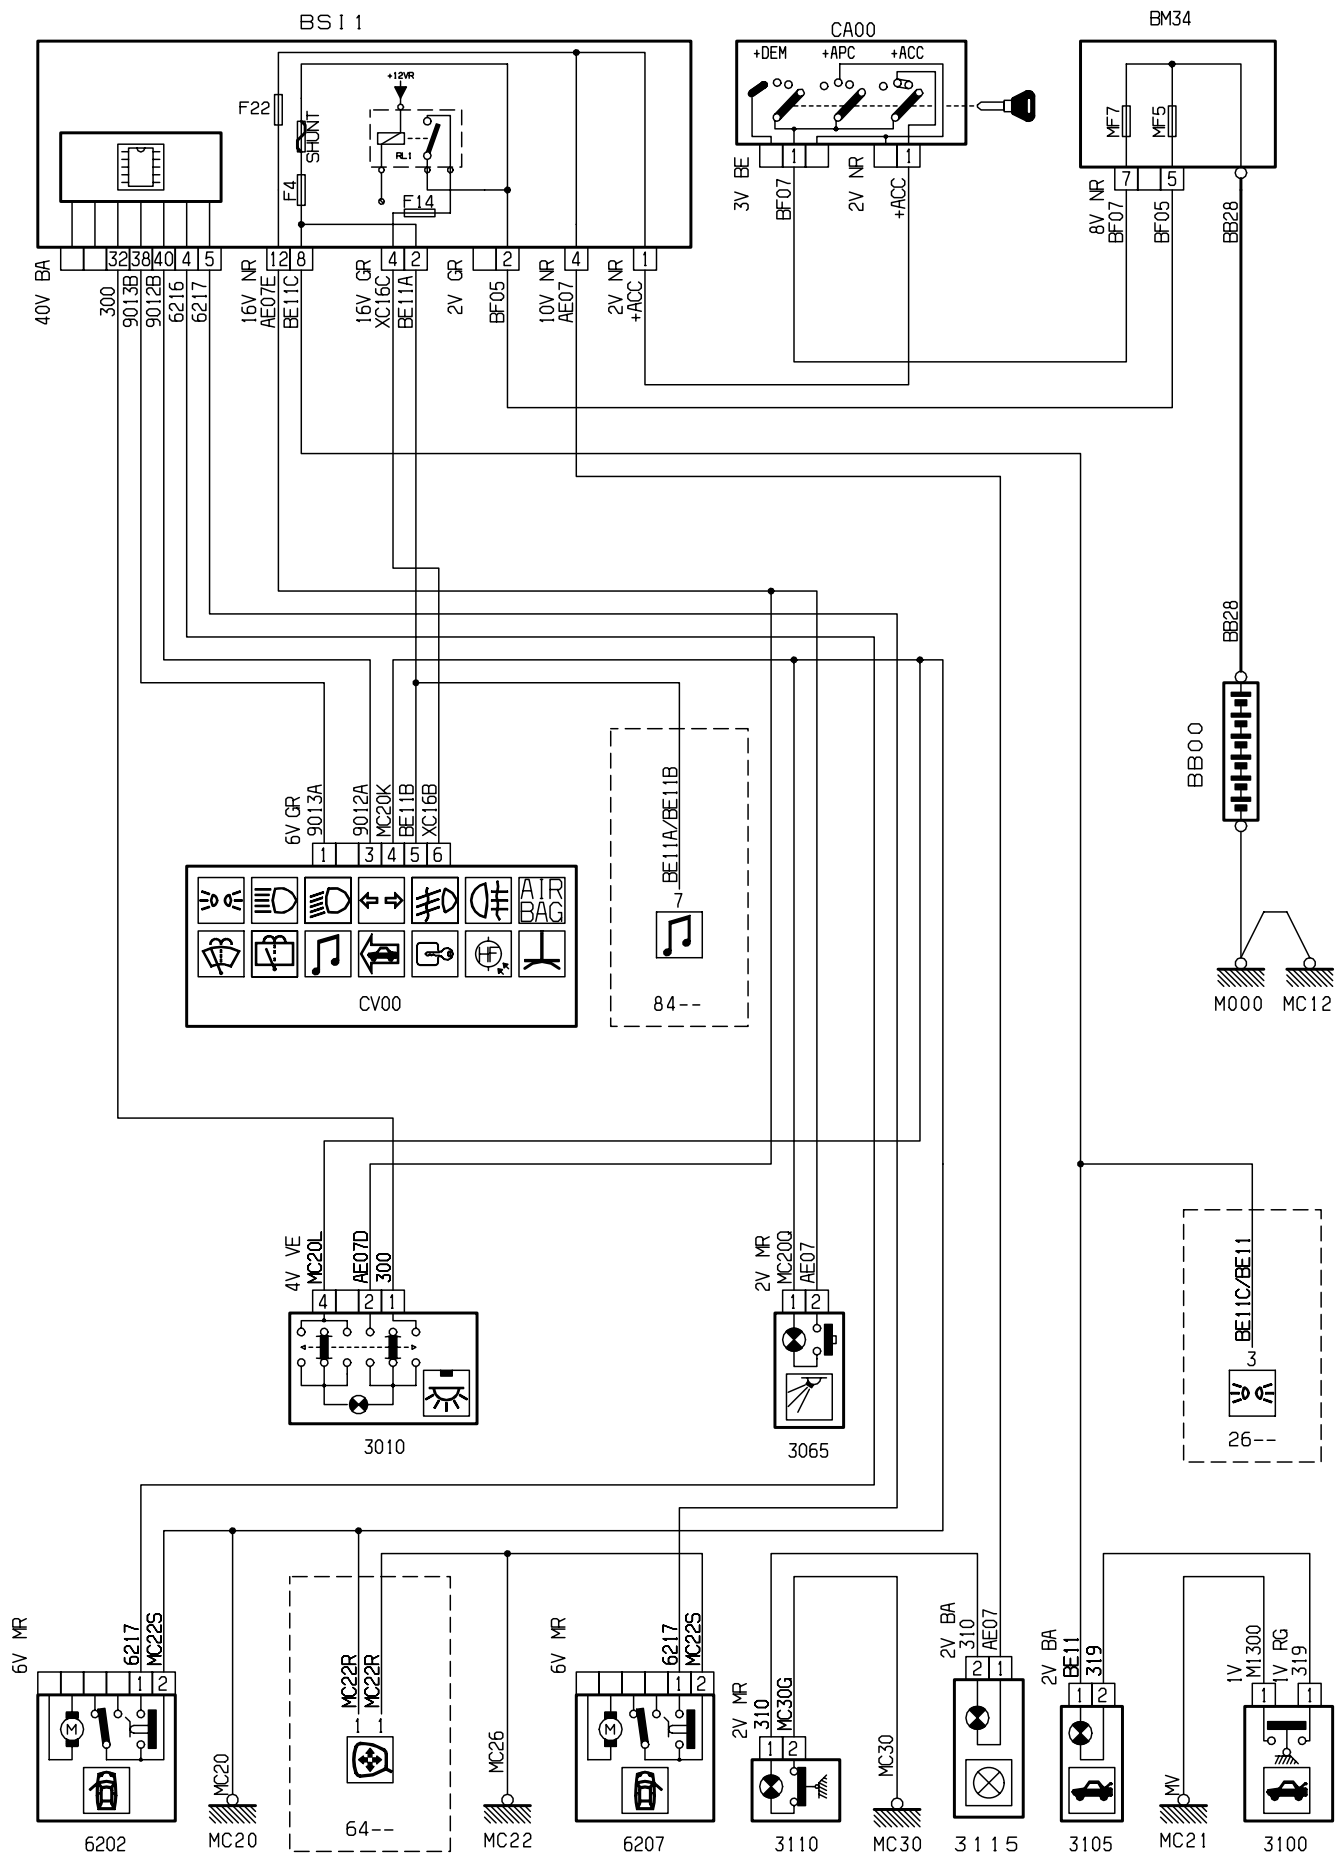 BSI1
CA00
BM34
+DEM
+APC
+ACC
+12VR
F22
SHUNT
F4
RL1
F14
MF7
MF5
32
38
40
4
5
12
8
4
2
2
4
1
1
1
7
5
40V BA
300
9013B
9012B
6216
6217
16V NR
AE07E
BE11C
16V GR
XC16C
BE11A
2V GR
BF05
10V NR
AE07
2V NR
+ACC
3V BE
BF07
2V NR
+ACC
8V NR
BF07
BF05
BB28
BB28
BB00
6V GR
9013A
9012A
MC20K
BE11B
XC16B
1
3
4
5
6
AIR
BAG
HF
CV00
BE11A/BE11B
7
84--
M000
MC12
4V VE
MC20L
AE07D
300
4
2
1
3010
2V MR
MC20Q
AE07
1
2
3065
BE11C/BE11
3
26--
6V MR
6217
MC22S
1
2
M
6202
MC20
MC20
MC22R
MC22R
1
1
64--
MC26
MC22
6V MR
6217
MC22S
1
2
M
6207
2V MR
310
MC30G
1
2
3110
MC30
MC30
2V BA
310
AE07
2
1
3115
2V BA
BE11
319
1
2
3105
MV
MC21
1V
M1300
1V RG
319
1
1
3100